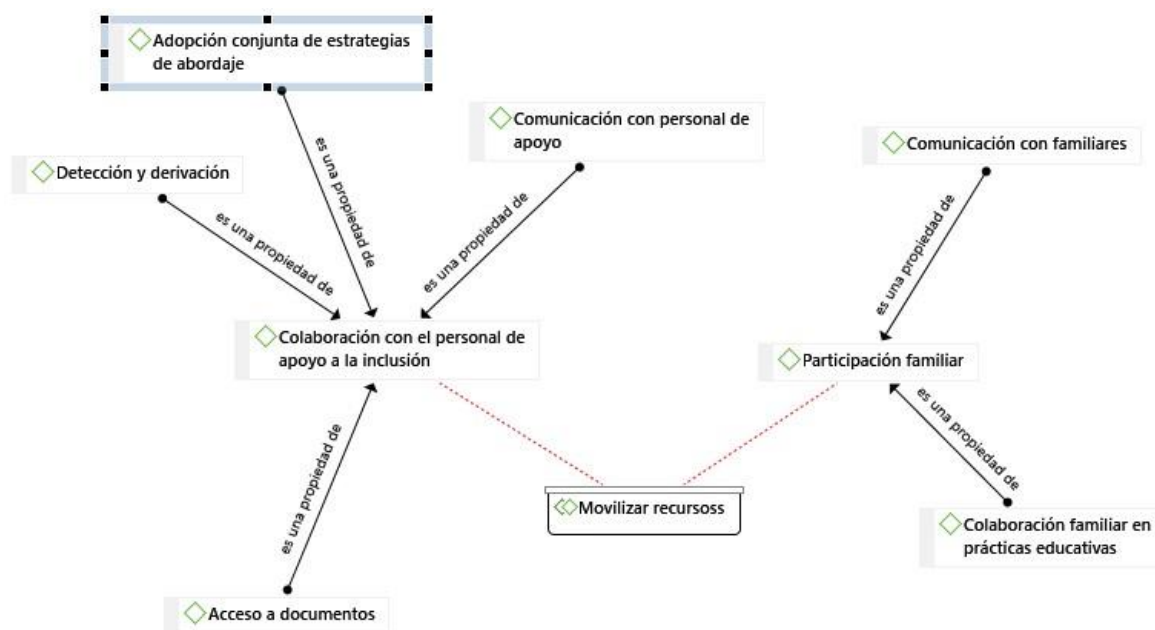 Adopción conjunta de estrategias
de abordaje
Comunicación con personal de
apoyo
Comunicación con familiares
Detección y derivación
es una propiedad de
es una propiedad de
es una propiedad de
es una propiedad de
Colaboración con el personal de
apoyo a la inclusión
Participación familiar
es una propiedad de
es una propiedad de
Movilizar recursoss
Colaboración familiar en
prácticas educativas
Acceso a documentos